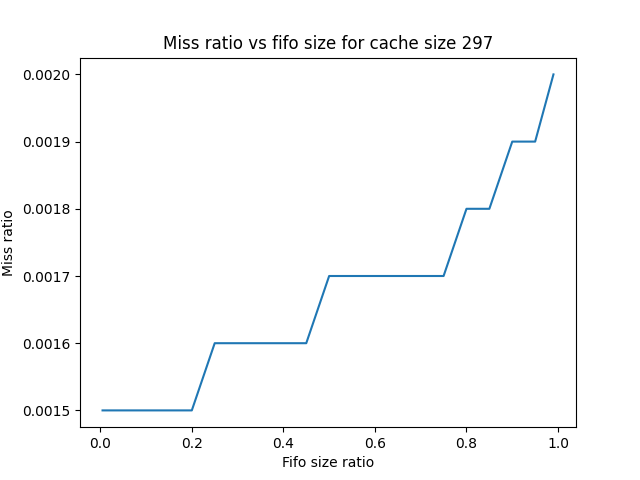 Miss ratio vs fifo size for cache size 297
0.0020
0.0019
0.0018
0.0017
0.0016
0.0015
Miss ratio
0.0 0.2 0.4 0.6 0.8 1.0
Fifo size ratio